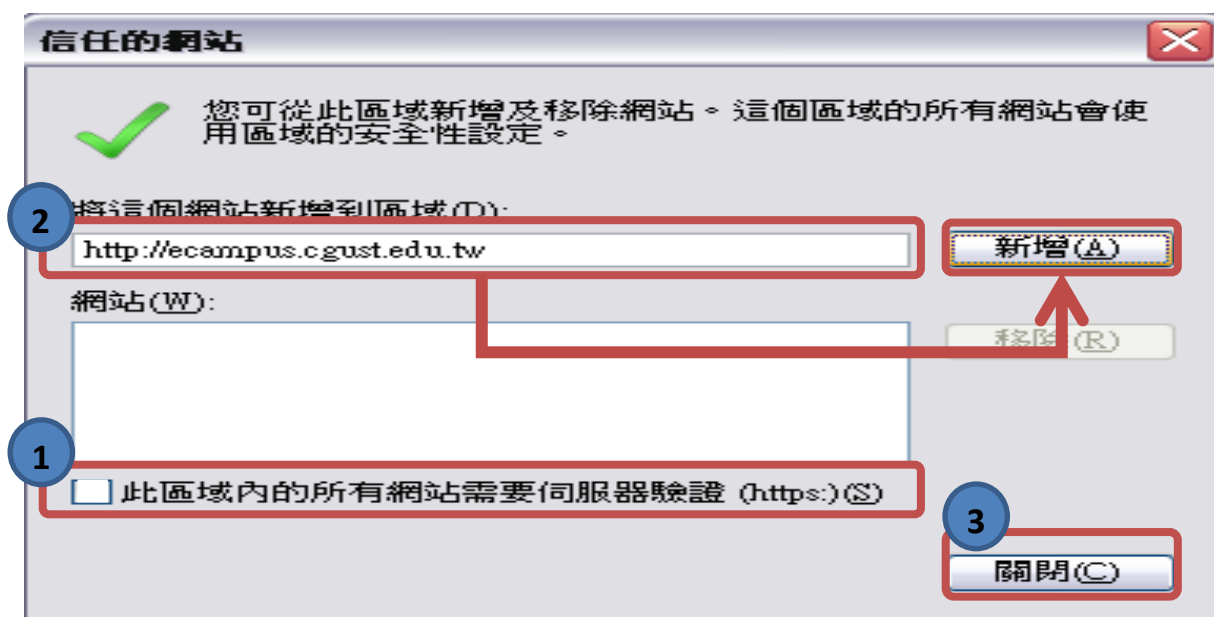 信任的網站
您可從此區域新增及移除網站。這個區域的所有網站會使
用區域的安全性設定。
2
將這個網站新增到區域(D):
http://ecampus.cgust.edu.tw
新增(A)
網站(W):
移除(R)
1
此區域內的所有網站需要伺服器驗證 (https:)(S)
3
關閉(C)